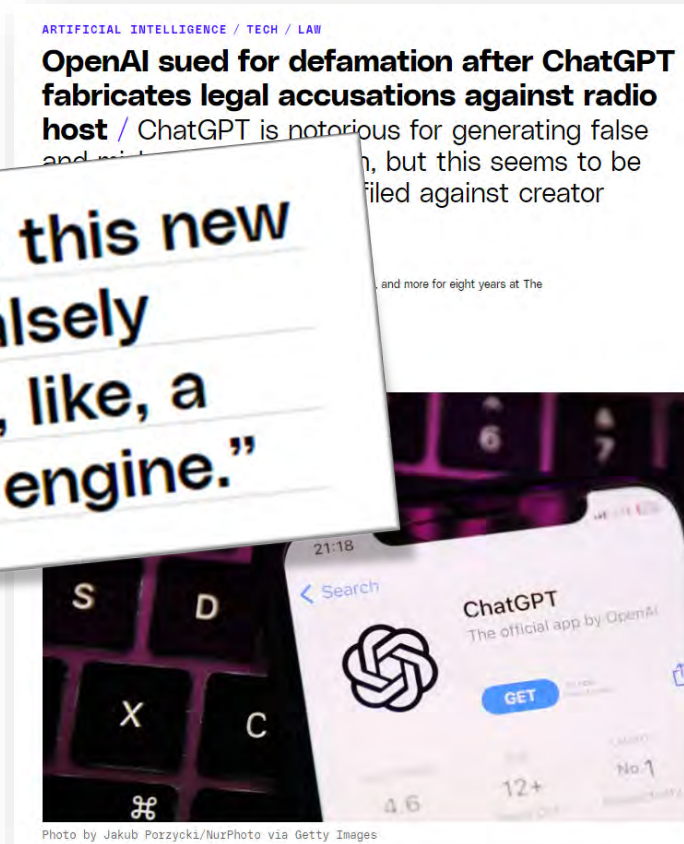 ARTIFICIAL INTELLIGENCE / TECH / LAW
OpenAI sued for defamation after ChatGPT
fabricates legal accusations against radio
host / ChatGPT is notorious for generating false
and, but this seems to be
filed against creator
and more for eight years at The
this new
alsely
, like, a
engine.”
6
7
21:18
Search
ChatGPT
The official app by OpenAI
GET
S
D
X
C
No.1
12+
4.6
⌘
Photo by Jakub Porzycki/NurPhoto via Getty Images